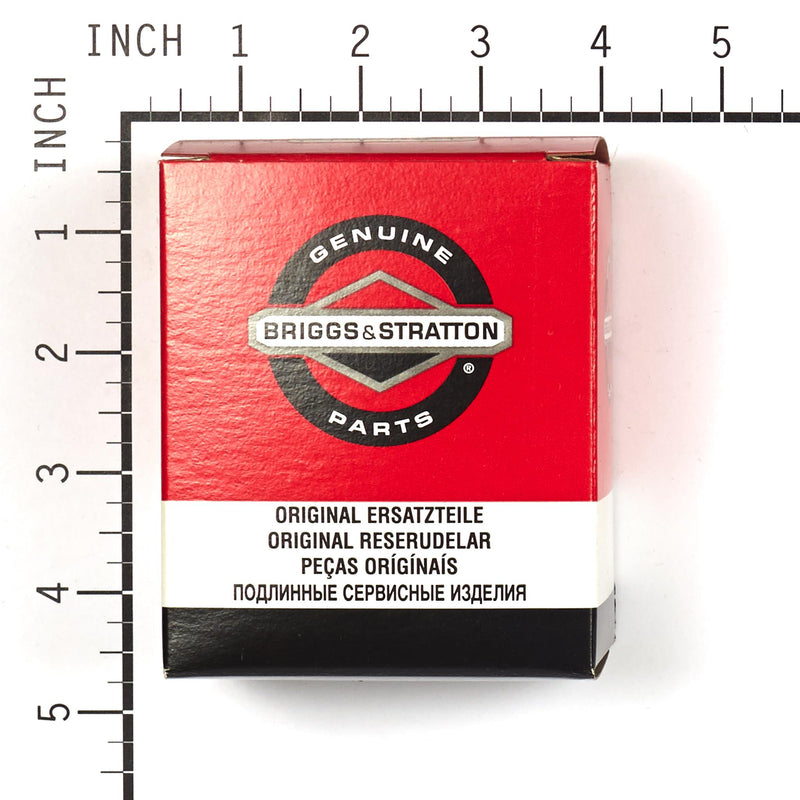 INCH 1 2 3 4 5
INCH
1
2
3
4
5
GENUINE
BRIGGS & STRATTON
®
PARTS
ORIGINAL ERSATZTEILE
ORIGINAL RESERUDELAR
PEÇAS ORÍGÍNAÍS
ПОДЛИННЫЕ СЕРВИСНЫЕ ИЗДЕЛИЯ